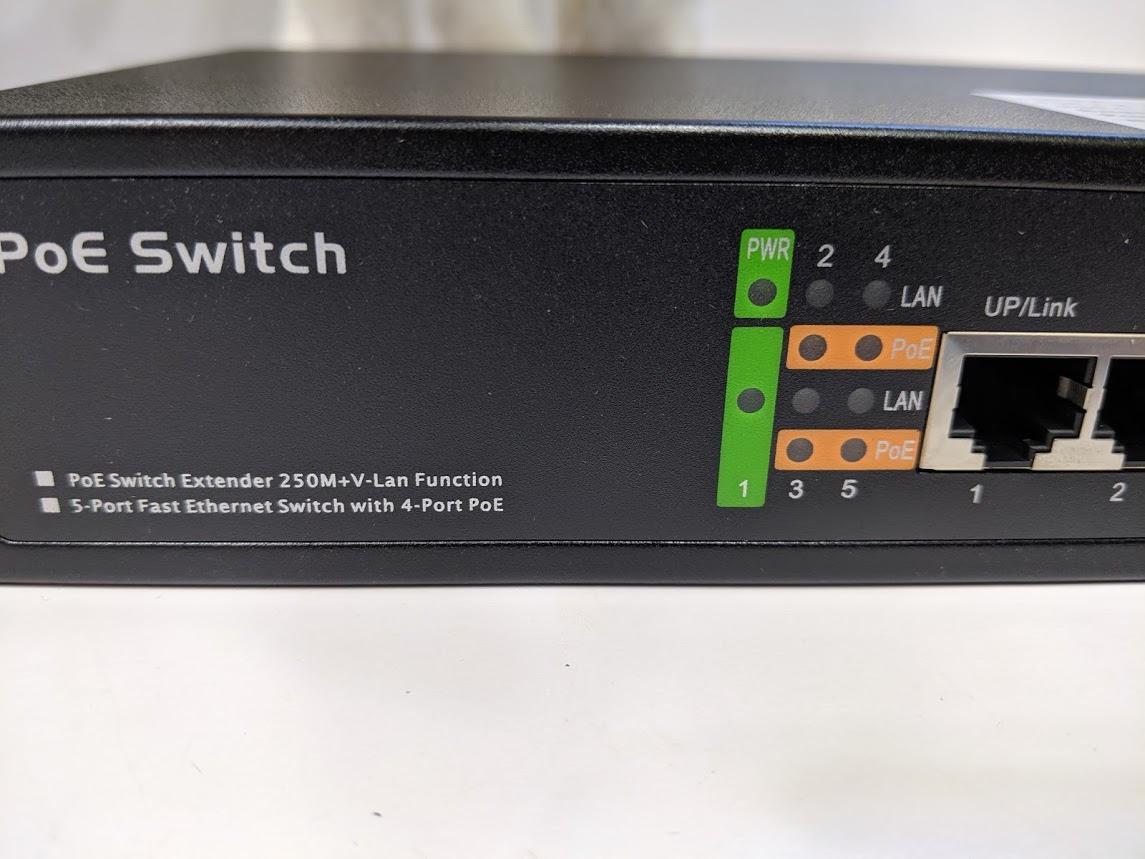 PoE Switch
PWR 2 4
LAN
UP/Link
PoE
LAN
PoE
PoE Switch Extender 250M+V-Lan Function
5-Port Fast Ethernet Switch with 4-Port PoE
1 3 5
1 2